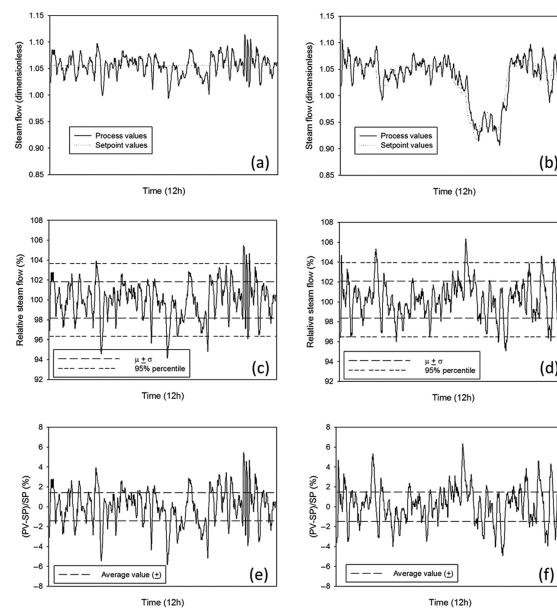 1.15
1.10
1.05
1.00
0.95
0.90
0.85
Steam flow (dimensionless)
Process values
Setpoint values
(a)
Time (12h)
1.15
1.10
1.05
1.00
0.95
0.90
0.85
Steam flow (dimensionless)
Process values
Setpoint values
(b)
Time (12h)
108
106
104
102
100
98
96
94
92
Relative steam flow (%)
μ ± σ
95% percentile
(c)
Time (12h)
108
106
104
102
100
98
96
94
92
Relative steam flow (%)
μ ± σ
95% percentile
(d)
Time (12h)
8
6
4
2
0
−2
−4
−6
−8
(PV-SP)/SP (%)
Average value (±)
(e)
Time (12h)
8
6
4
2
0
−2
−4
−6
−8
(PV-SP)/SP (%)
Average value (±)
(f)
Time (12h)